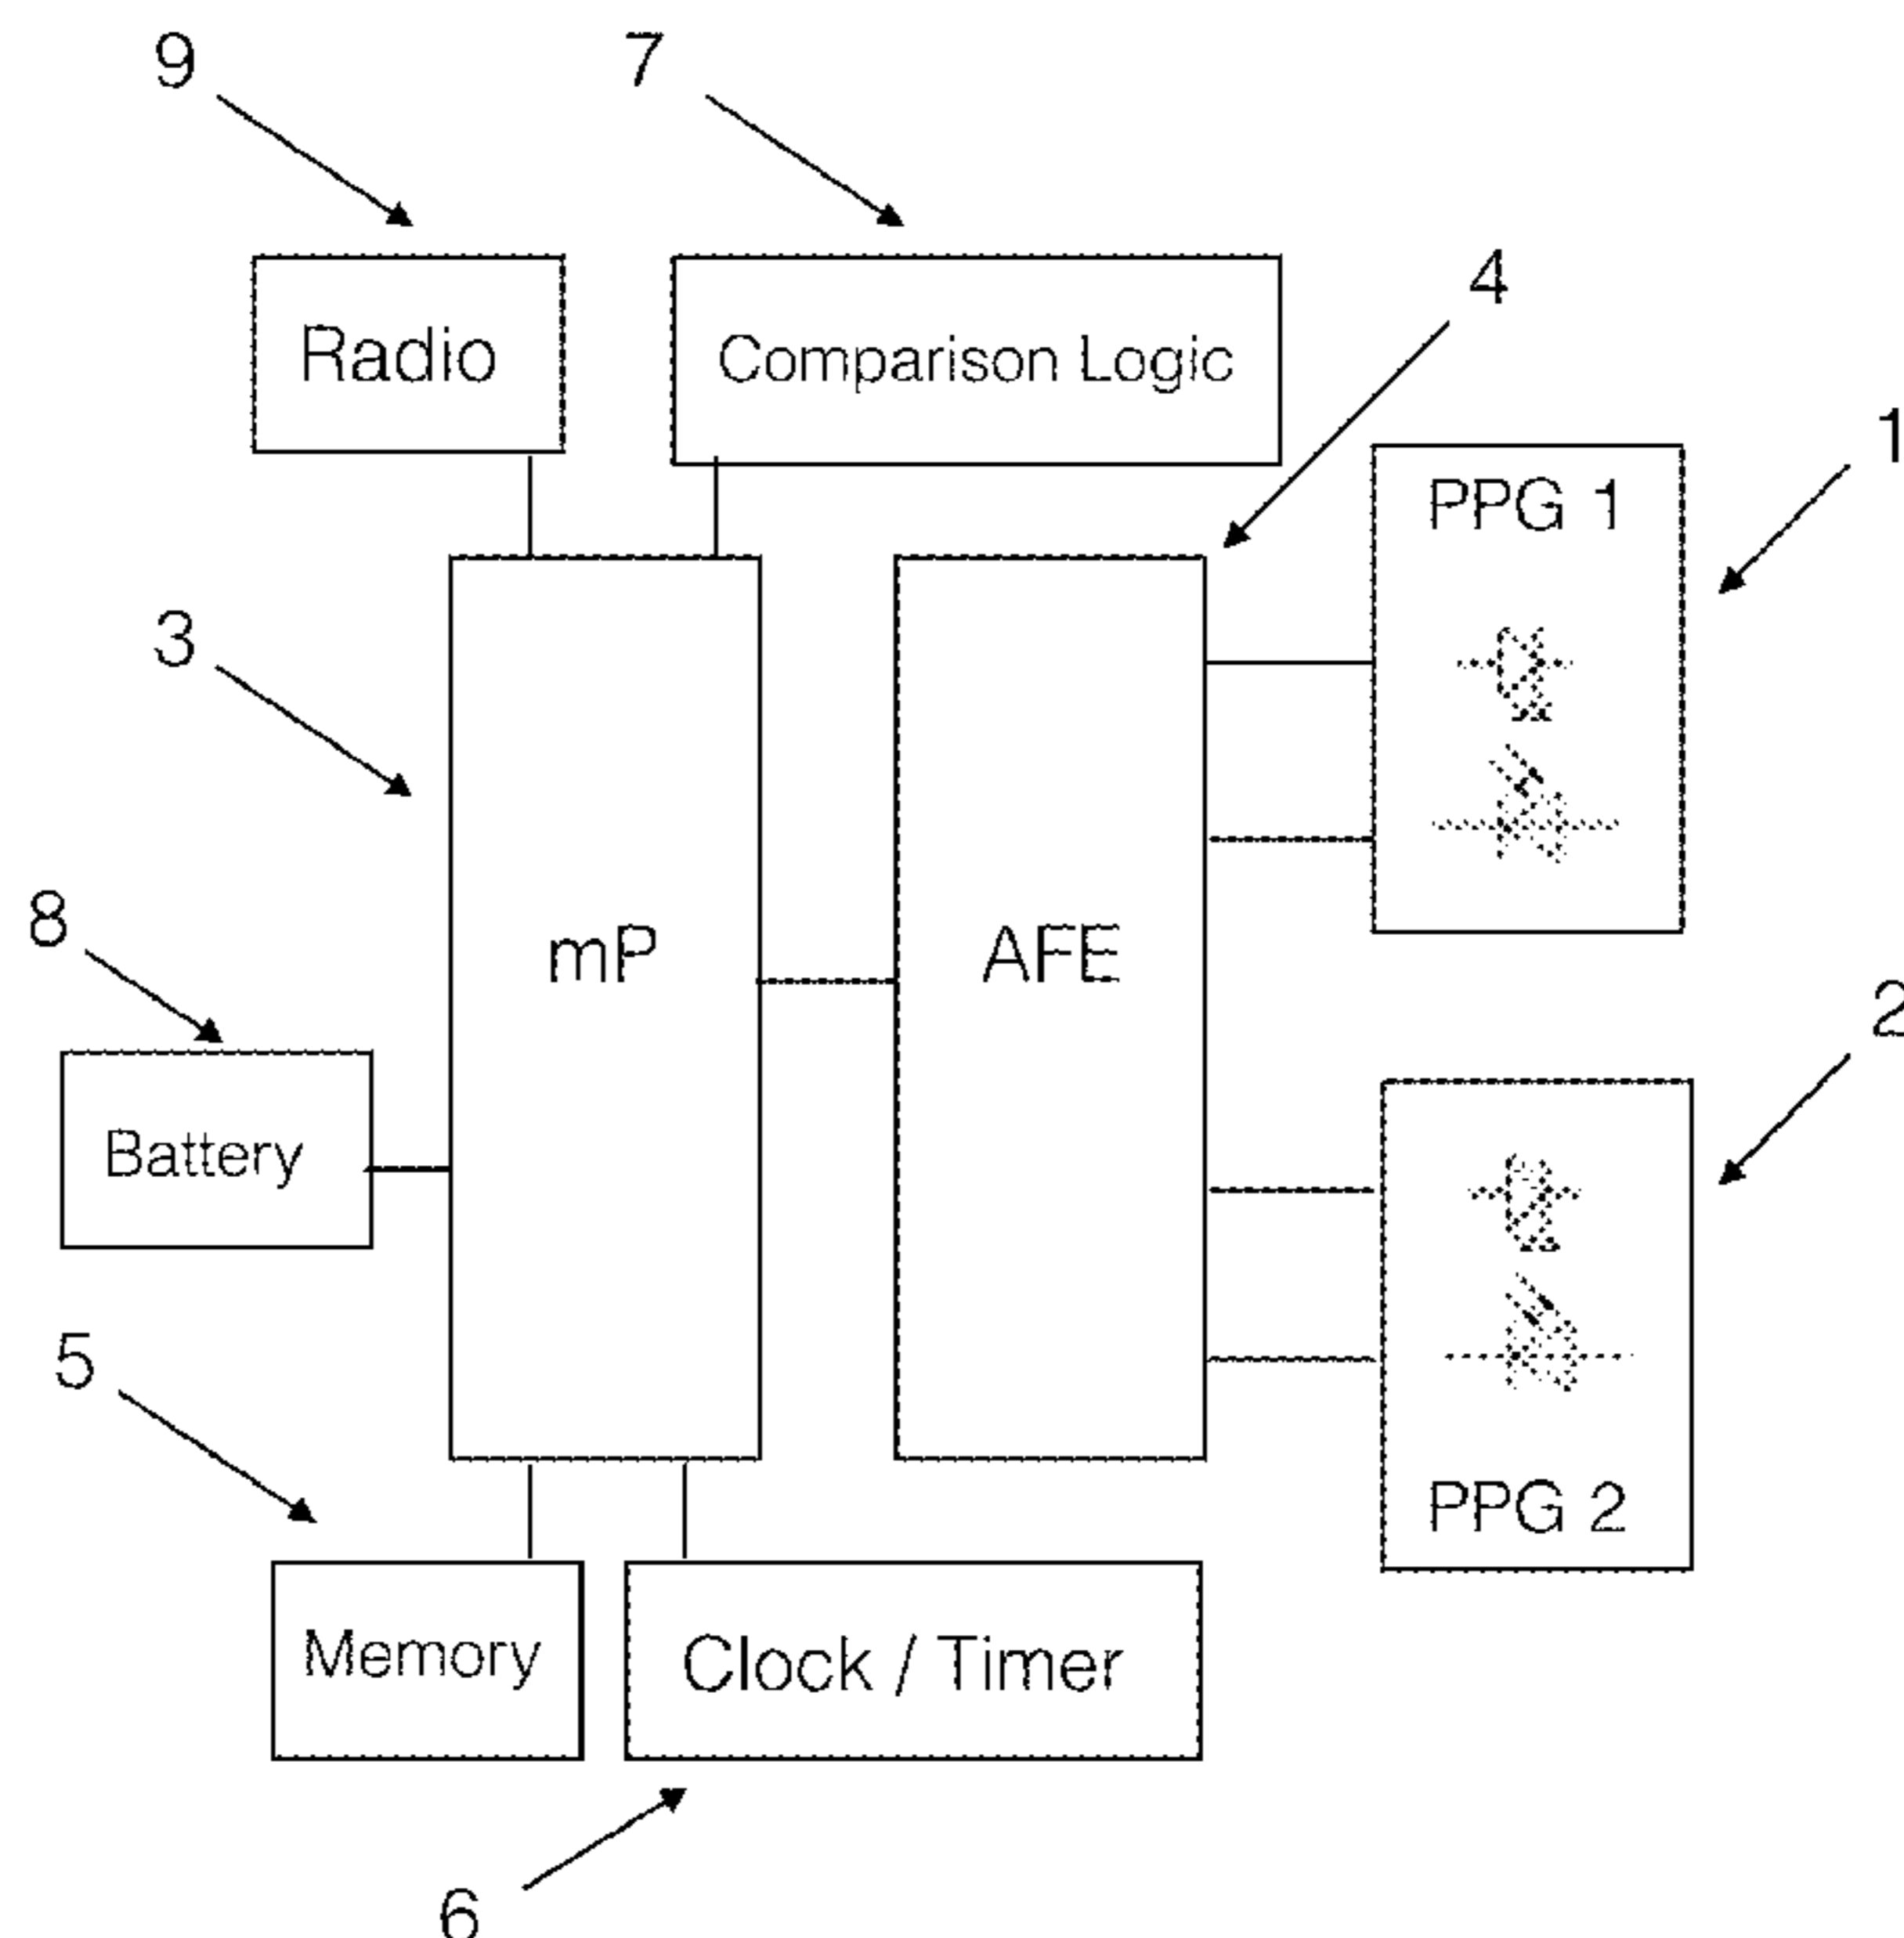 9
7
Radio
Comparison Logic
4
1
PPG 1
3
8
mP
AFE
2
Battery
5
PPG 2
Memory
Clock / Timer
6